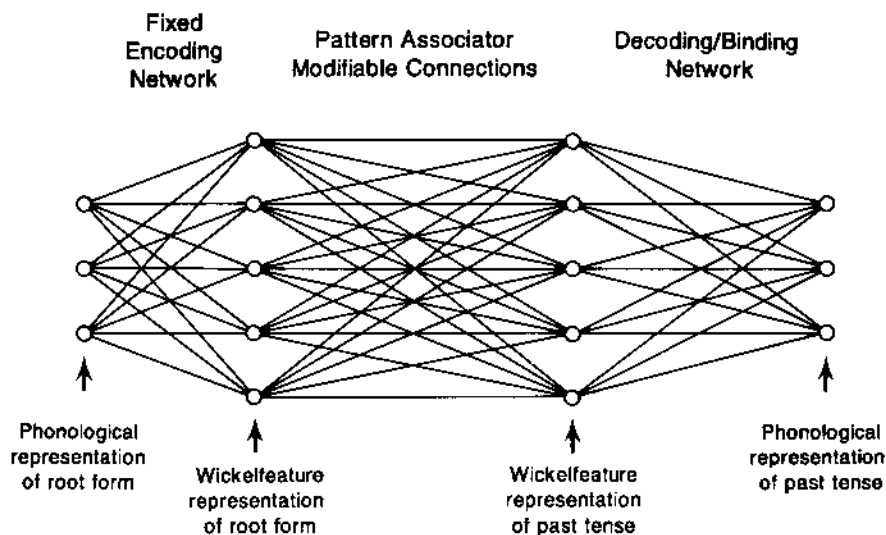 Fixed
Encoding
Network
Pattern Associator
Modifiable Connections
Decoding/Binding
Network
Phonological
representation
of root form
Wickelfeature
representation
of root form
Wickelfeature
representation
of past tense
Phonological
representation
of past tense